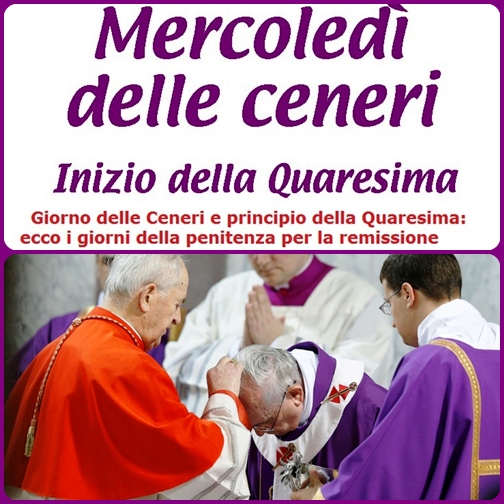 Mercoledì
delle ceneri
Inizio della Quaresima
Giorno delle Ceneri e principio della Quaresima:
ecco i giorni della penitenza per la remissione